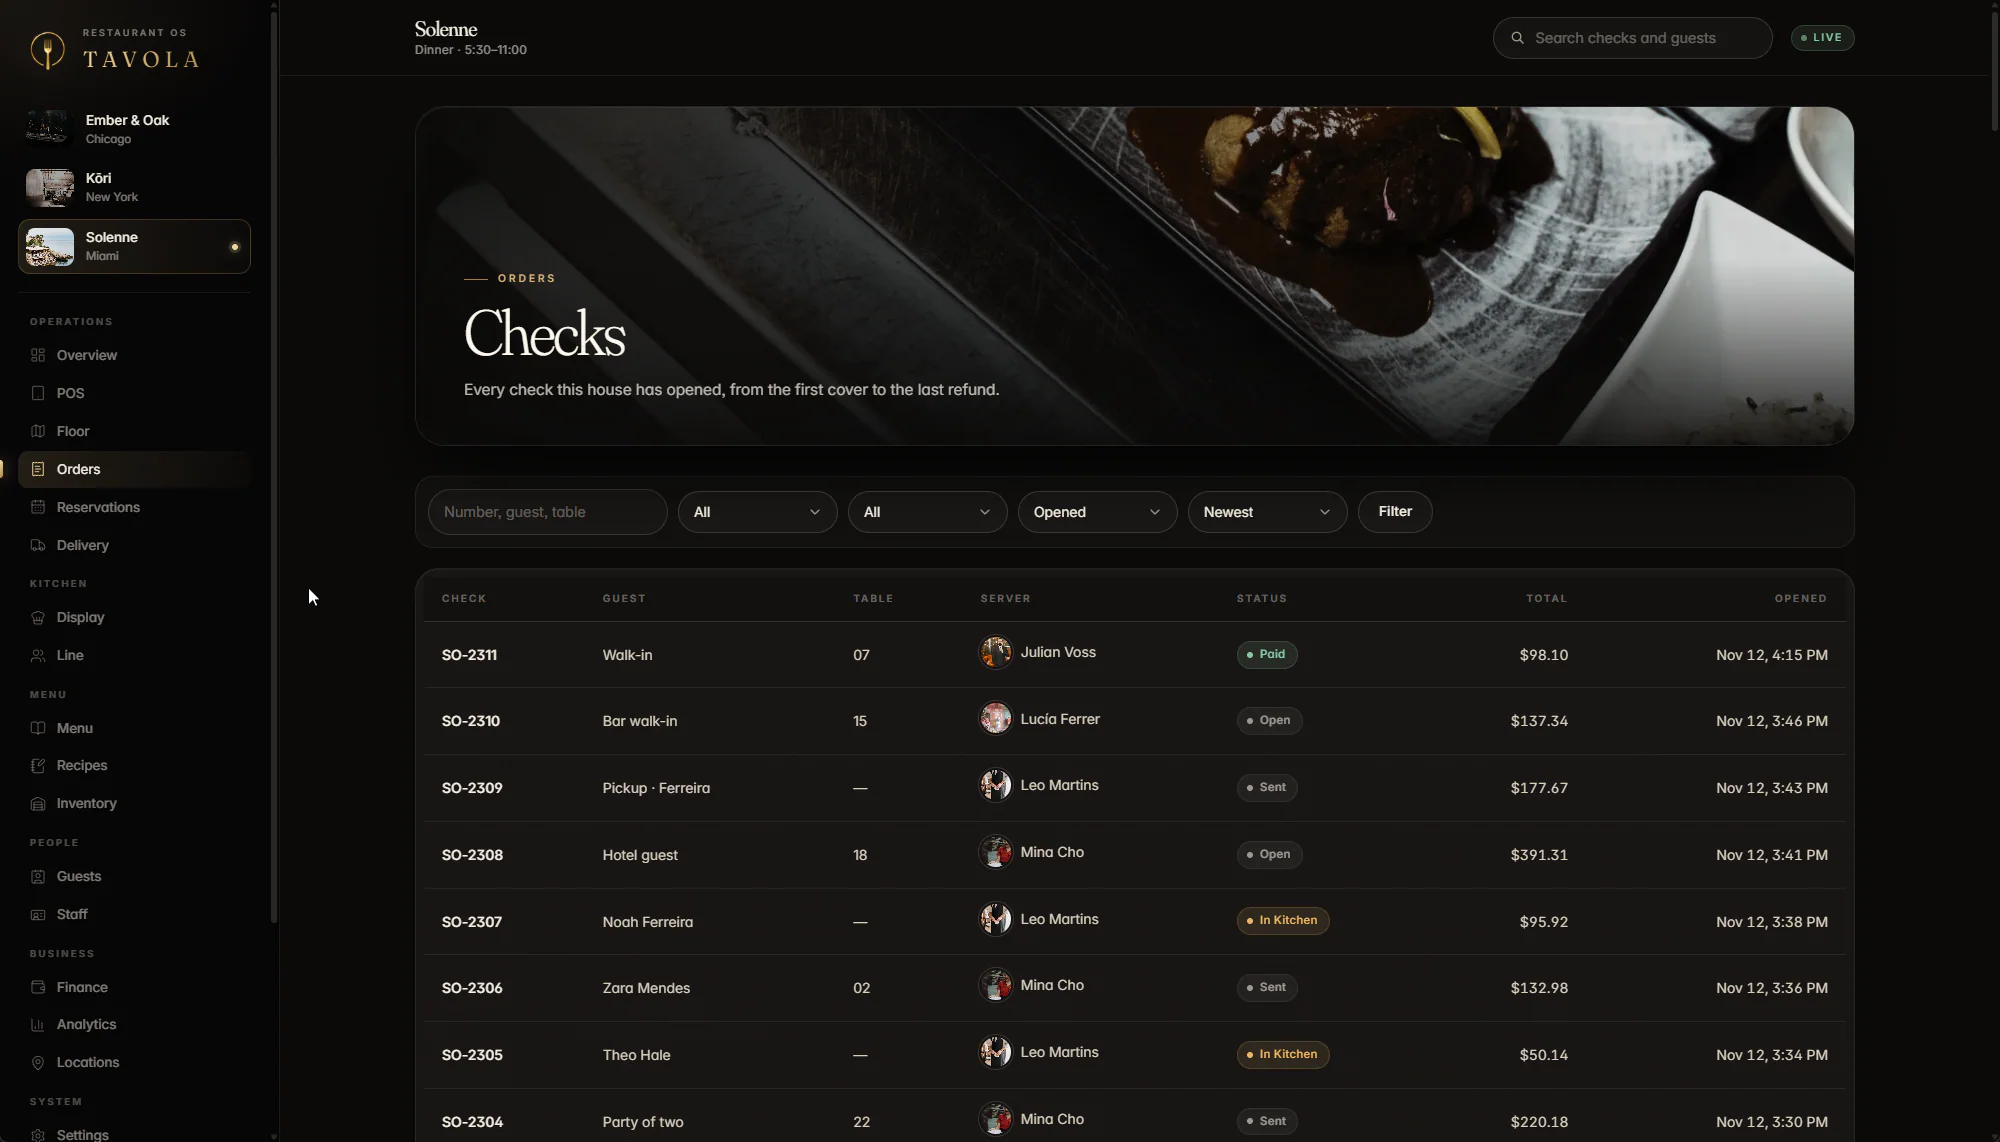 RESTAURANT OS
TAVOLA
Ember & Oak
Chicago
Kōri
New York
Solenne
Miami
OPERATIONS
Overview
POS
Floor
Orders
Reservations
Delivery
KITCHEN
Display
Line
MENU
Menu
Recipes
Inventory
PEOPLE
Guests
Staff
BUSINESS
Finance
Analytics
Locations
SYSTEM
Settings
Solenne
Dinner · 5:30–11:00
Search checks and guests
LIVE
ORDERS
Checks
Every check this house has opened, from the first cover to the last refund.
Number, guest, table All All Opened Newest Filter
CHECK GUEST TABLE SERVER STATUS TOTAL OPENED
SO-2311 Walk-in 07 Julian Voss Paid $98.10 Nov 12, 4:15 PM
SO-2310 Bar walk-in 15 Lucía Ferrer Open $137.34 Nov 12, 3:46 PM
SO-2309 Pickup · Ferreira — Leo Martins Sent $177.67 Nov 12, 3:43 PM
SO-2308 Hotel guest 18 Mina Cho Open $391.31 Nov 12, 3:41 PM
SO-2307 Noah Ferreira — Leo Martins In Kitchen $95.92 Nov 12, 3:38 PM
SO-2306 Zara Mendes 02 Mina Cho Sent $132.98 Nov 12, 3:36 PM
SO-2305 Theo Hale — Leo Martins In Kitchen $50.14 Nov 12, 3:34 PM
SO-2304 Party of two 22 Mina Cho Sent $220.18 Nov 12, 3:30 PM